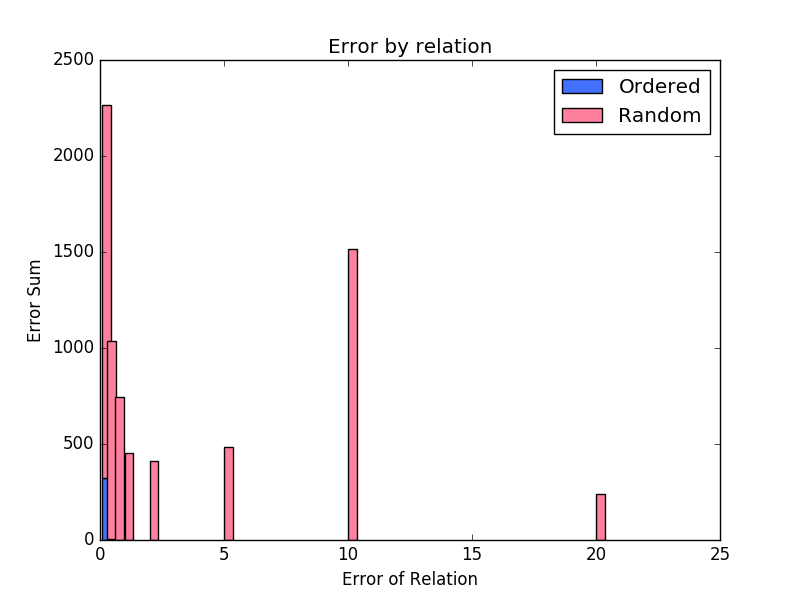 Error by relation
Ordered
Random
Error Sum
2500
2000
1500
1000
500
0
0 5 10 15 20 25
Error of Relation